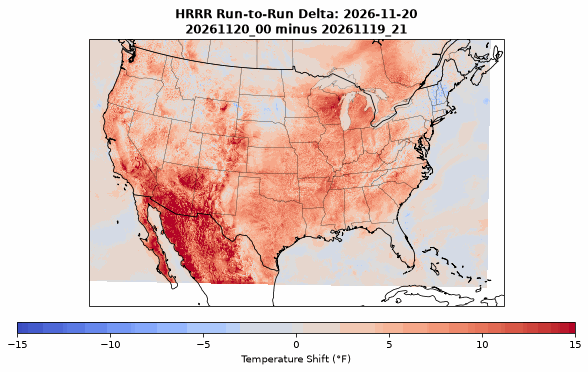 HRRR Run-to-Run Delta: 2026-11-20
20261120_00 minus 20261119_21
−15 −10 −5 0 5 10 15
Temperature Shift (°F)